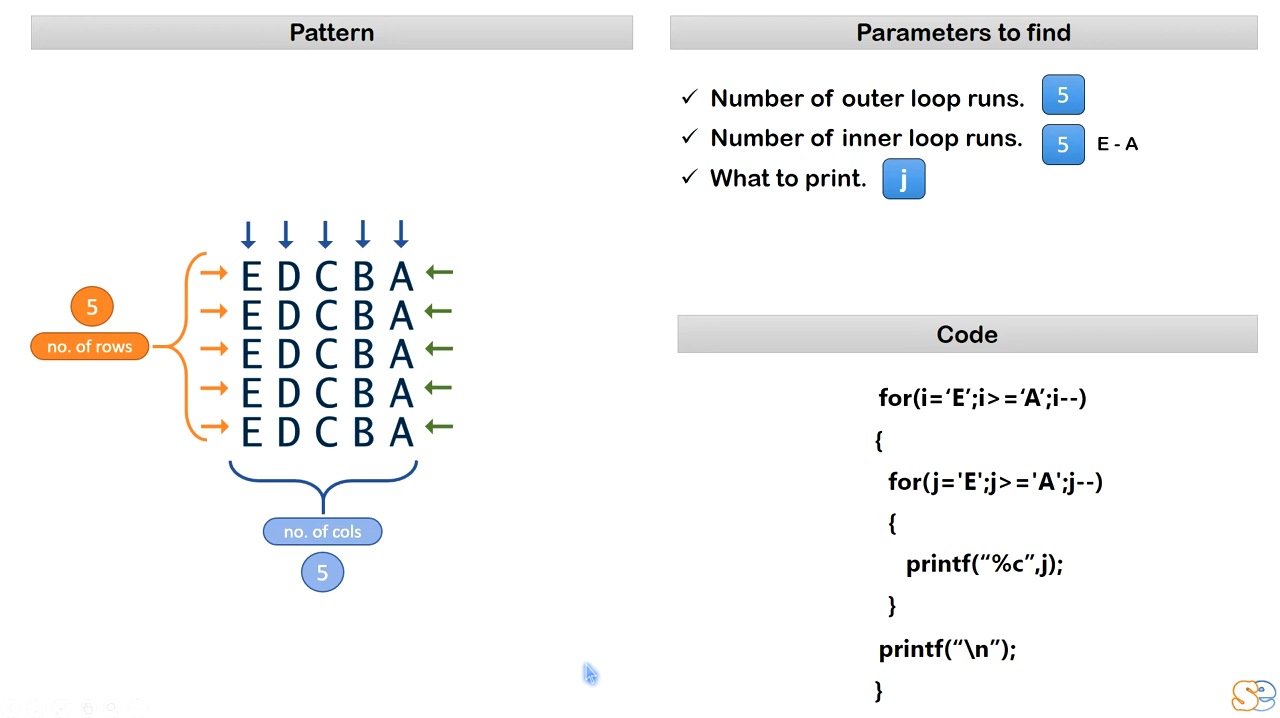 Pattern
E D C B A
E D C B A
E D C B A
E D C B A
E D C B A
5
no. of rows
no. of cols
5
Parameters to find
✓ Number of outer loop runs. 5
✓ Number of inner loop runs. 5 E - A
✓ What to print. j
Code
for(i=‘E’;i>=‘A’;i--)
{
for(j='E';j>='A';j--)
{
printf(“%c”,j);
}
printf(“\n”);
}